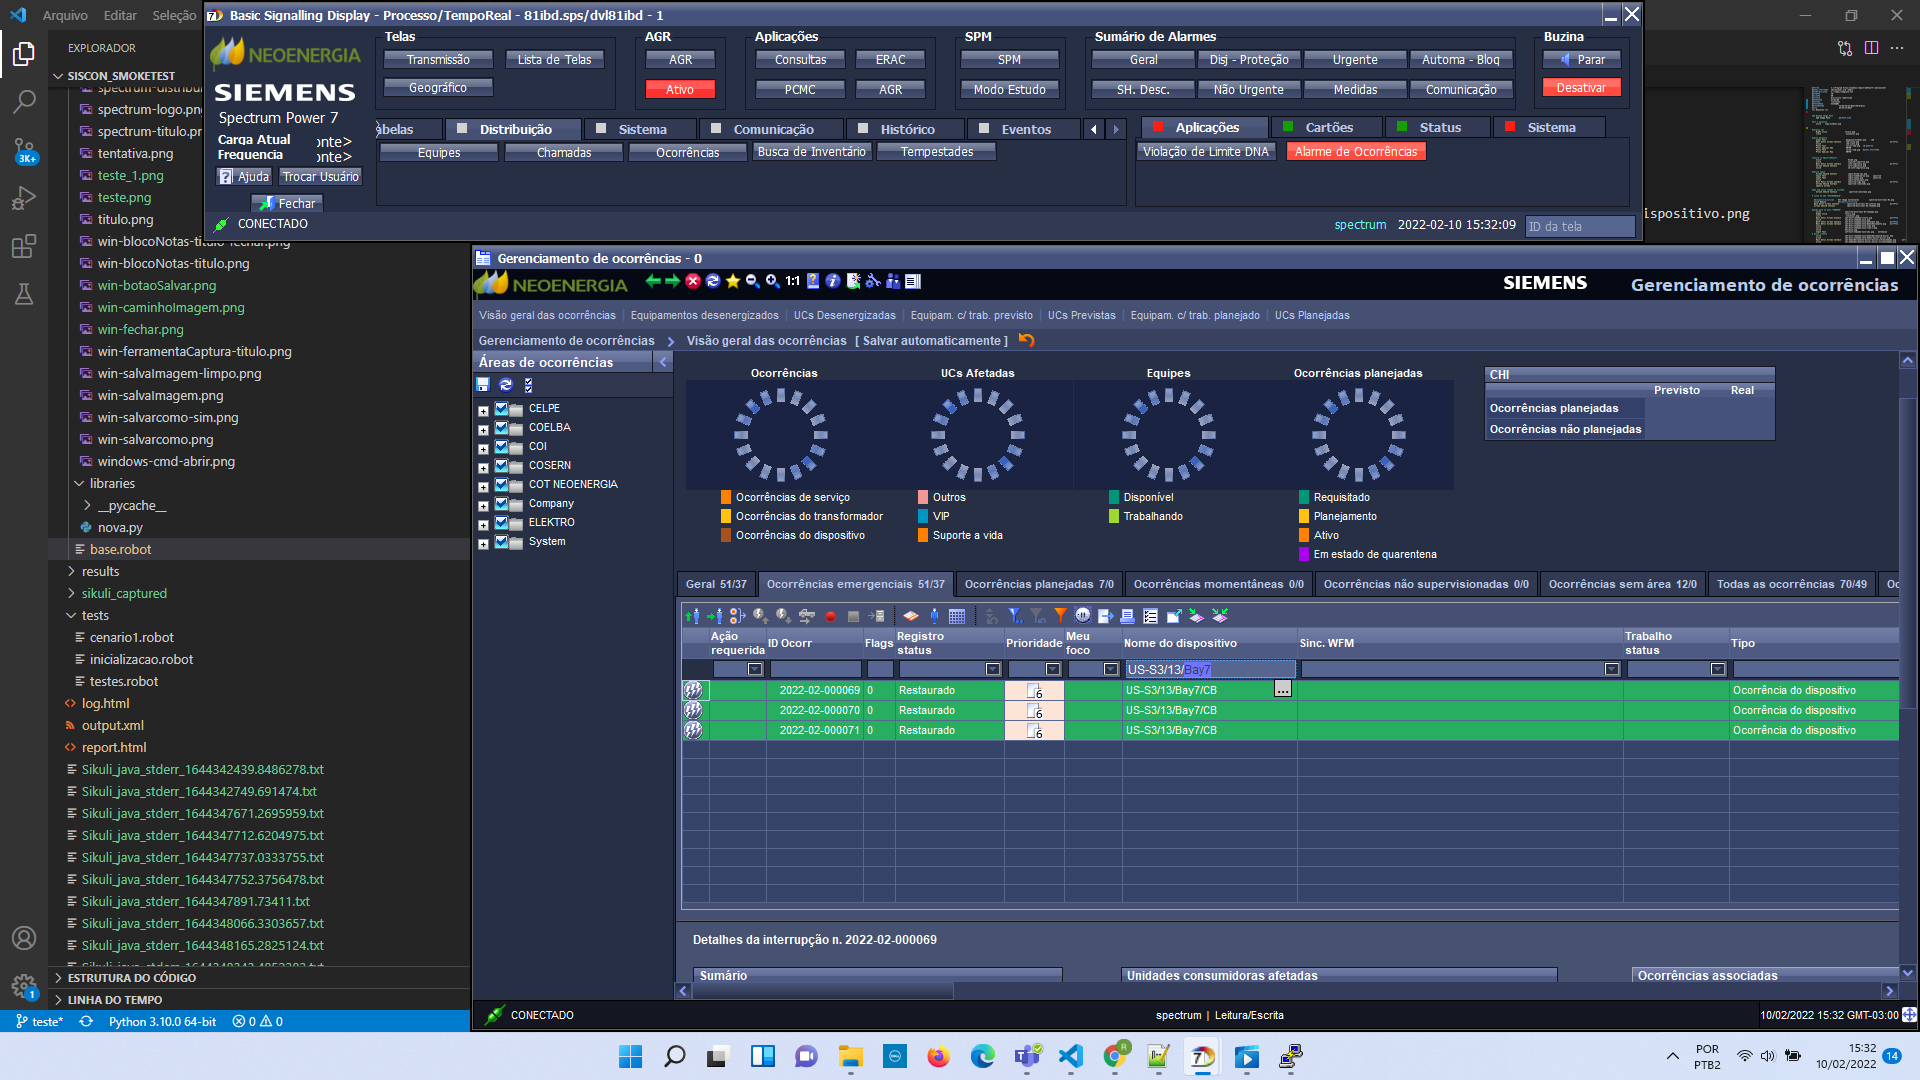 Arquivo Editar Seleção
EXPLORADOR
SISCON_SMOKETEST
spectrum-distribu
spectrum-logo.png
spectrum-titulo.pr
tentativa.png
teste_1.png
teste.png
titulo.png
win-blocoNotas-titulo-fechar.png
win-blocoNotas-titulo.png
win-botaoSalvar.png
win-caminhoImagem.png
win-fechar.png
win-ferramentaCaptura-titulo.png
win-salvaImagem-limpo.png
win-salvaImagem.png
win-salvarcomo-sim.png
win-salvarcomo.png
windows-cmd-abrir.png
libraries
__pycache__
nova.py
base.robot
results
sikuli_captured
tests
cenario1.robot
inicializacao.robot
testes.robot
log.html
output.xml
report.html
Sikuli_java_stderr_1644342439.8486278.txt
Sikuli_java_stderr_1644342749.691474.txt
Sikuli_java_stderr_1644347671.2695959.txt
Sikuli_java_stderr_1644347712.6204975.txt
Sikuli_java_stderr_1644347737.0333755.txt
Sikuli_java_stderr_1644347752.3756478.txt
Sikuli_java_stderr_1644347891.73411.txt
Sikuli_java_stderr_1644348066.3303657.txt
Sikuli_java_stderr_1644348165.2825124.txt
ESTRUTURA DO CÓDIGO
LINHA DO TEMPO
3K+
1
teste* Python 3.10.0 64-bit 0 0
ispositivo.png
Basic Signalling Display - Processo/TempoReal - 81ibd.sps/dvl81ibd - 1
NEOENERGIA
SIEMENS
Spectrum Power 7
Carga Atual onte>
Frequencia onte>
Ajuda Trocar Usuário
Fechar
CONECTADO
Telas
Transmissão Lista de Telas
Geográfico
AGR
AGR
Ativo
Aplicações
Consultas ERAC
PCMC AGR
SPM
SPM
Modo Estudo
Sumário de Alarmes
Geral Disj - Proteção Urgente Automa - Bloq
SH. Desc. Não Urgente Medidas Comunicação
Buzina
Parar
Desativar
abelas Distribuição Sistema Comunicação Histórico Eventos
Equipes Chamadas Ocorrências Busca de Inventário Tempestades
Aplicações Cartões Status Sistema
Violação de Limite DNA Alarme de Ocorrências
spectrum 2022-02-10 15:32:09 ID da tela
Gerenciamento de ocorrências - 0
NEOENERGIA 1:1 SIEMENS Gerenciamento de ocorrências
Visão geral das ocorrências Equipamentos desenergizados UCs Desenergizadas Equipam. c/ trab. previsto UCs Previstas Equipam. c/ trab. planejado UCs Planejadas
Gerenciamento de ocorrências Visão geral das ocorrências [ Salvar automaticamente ]
Áreas de ocorrências
CELPE
COELBA
COI
COSERN
COT NEOENERGIA
Company
ELEKTRO
System
Ocorrências
Ocorrências de serviço
Ocorrências do transformador
Ocorrências do dispositivo
UCs Afetadas
Outros
VIP
Suporte a vida
Equipes
Disponível
Trabalhando
Ocorrências planejadas
Requisitado
Planejamento
Ativo
Em estado de quarentena
CHI
Previsto Real
Ocorrências planejadas
Ocorrências não planejadas
Geral 51/37 Ocorrências emergenciais 51/37 Ocorrências planejadas 7/0 Ocorrências momentâneas 0/0 Ocorrências não supervisionadas 0/0 Ocorrências sem área 12/0 Todas as ocorrências 70/49 Oc
Ação requerida ID Ocorr Flags Registro status Prioridade Meu foco Nome do dispositivo Sinc. WFM Trabalho status Tipo
US-S3/13/Bay7
2022-02-000069 0 Restaurado 6 US-S3/13/Bay7/CB ... Ocorrência do dispositivo
2022-02-000070 0 Restaurado 6 US-S3/13/Bay7/CB Ocorrência do dispositivo
2022-02-000071 0 Restaurado 6 US-S3/13/Bay7/CB Ocorrência do dispositivo
Detalhes da interrupção n. 2022-02-000069
Sumário Unidades consumidoras afetadas Ocorrências associadas
CONECTADO spectrum | Leitura/Escrita 10/02/2022 15:32 GMT-03:00
POR
PTB2
15:32
10/02/2022
14